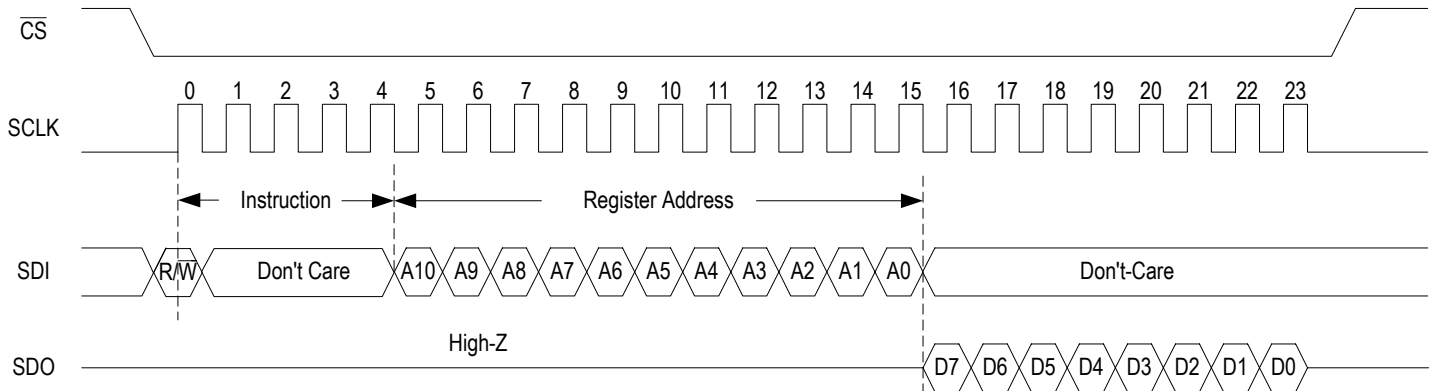 CS
0 1 2 3 4 5 6 7 8 9 10 11 12 13 14 15 16 17 18 19 20 21 22 23
SCLK
Instruction Register Address
SDI R/W Don't Care A10 A9 A8 A7 A6 A5 A4 A3 A2 A1 A0 Don't-Care
High-Z
SDO D7 D6 D5 D4 D3 D2 D1 D0